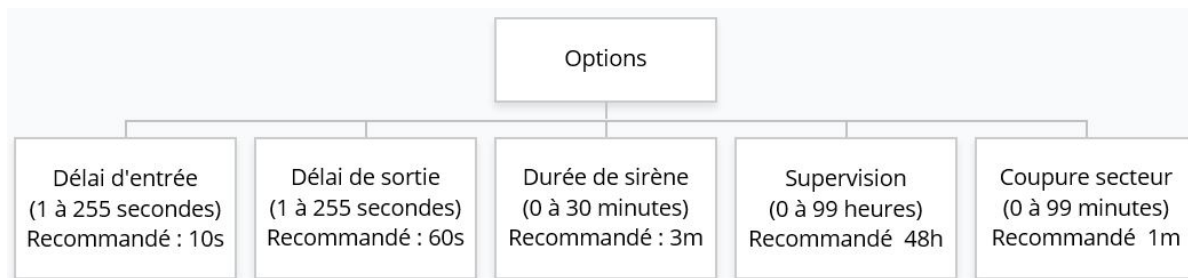 Options
Délai d'entrée
(1 à 255 secondes)
Recommandé : 10s
Délai de sortie
(1 à 255 secondes)
Recommandé : 60s
Durée de sirène
(0 à 30 minutes)
Recommandé : 3m
Supervision
(0 à 99 heures)
Recommandé 48h
Coupure secteur
(0 à 99 minutes)
Recommandé 1m